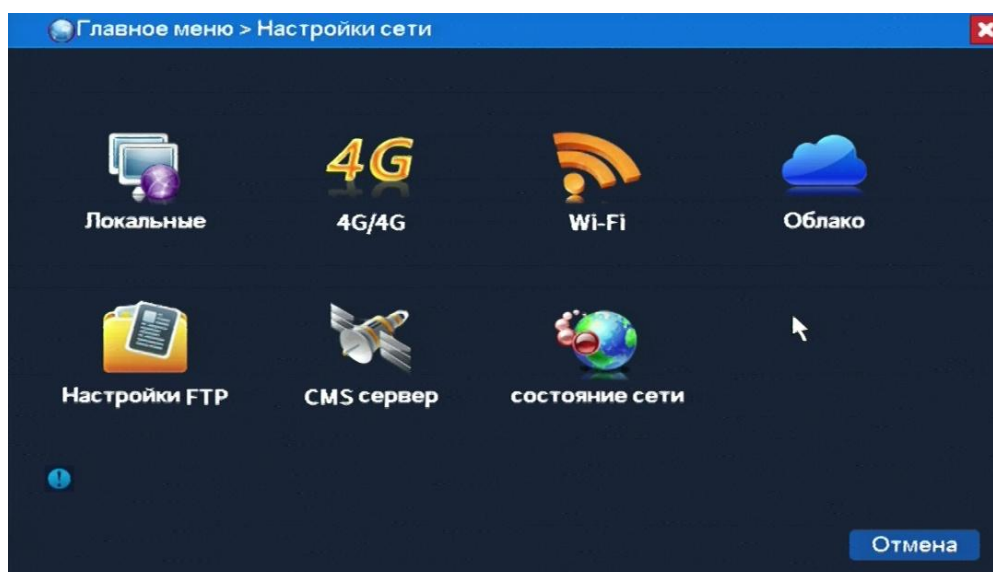 Главное меню > Настройки сети
4G
Локальные
4G/4G
Wi-Fi
Облако
Настройки FTP
CMS сервер
состояние сети
Отмена